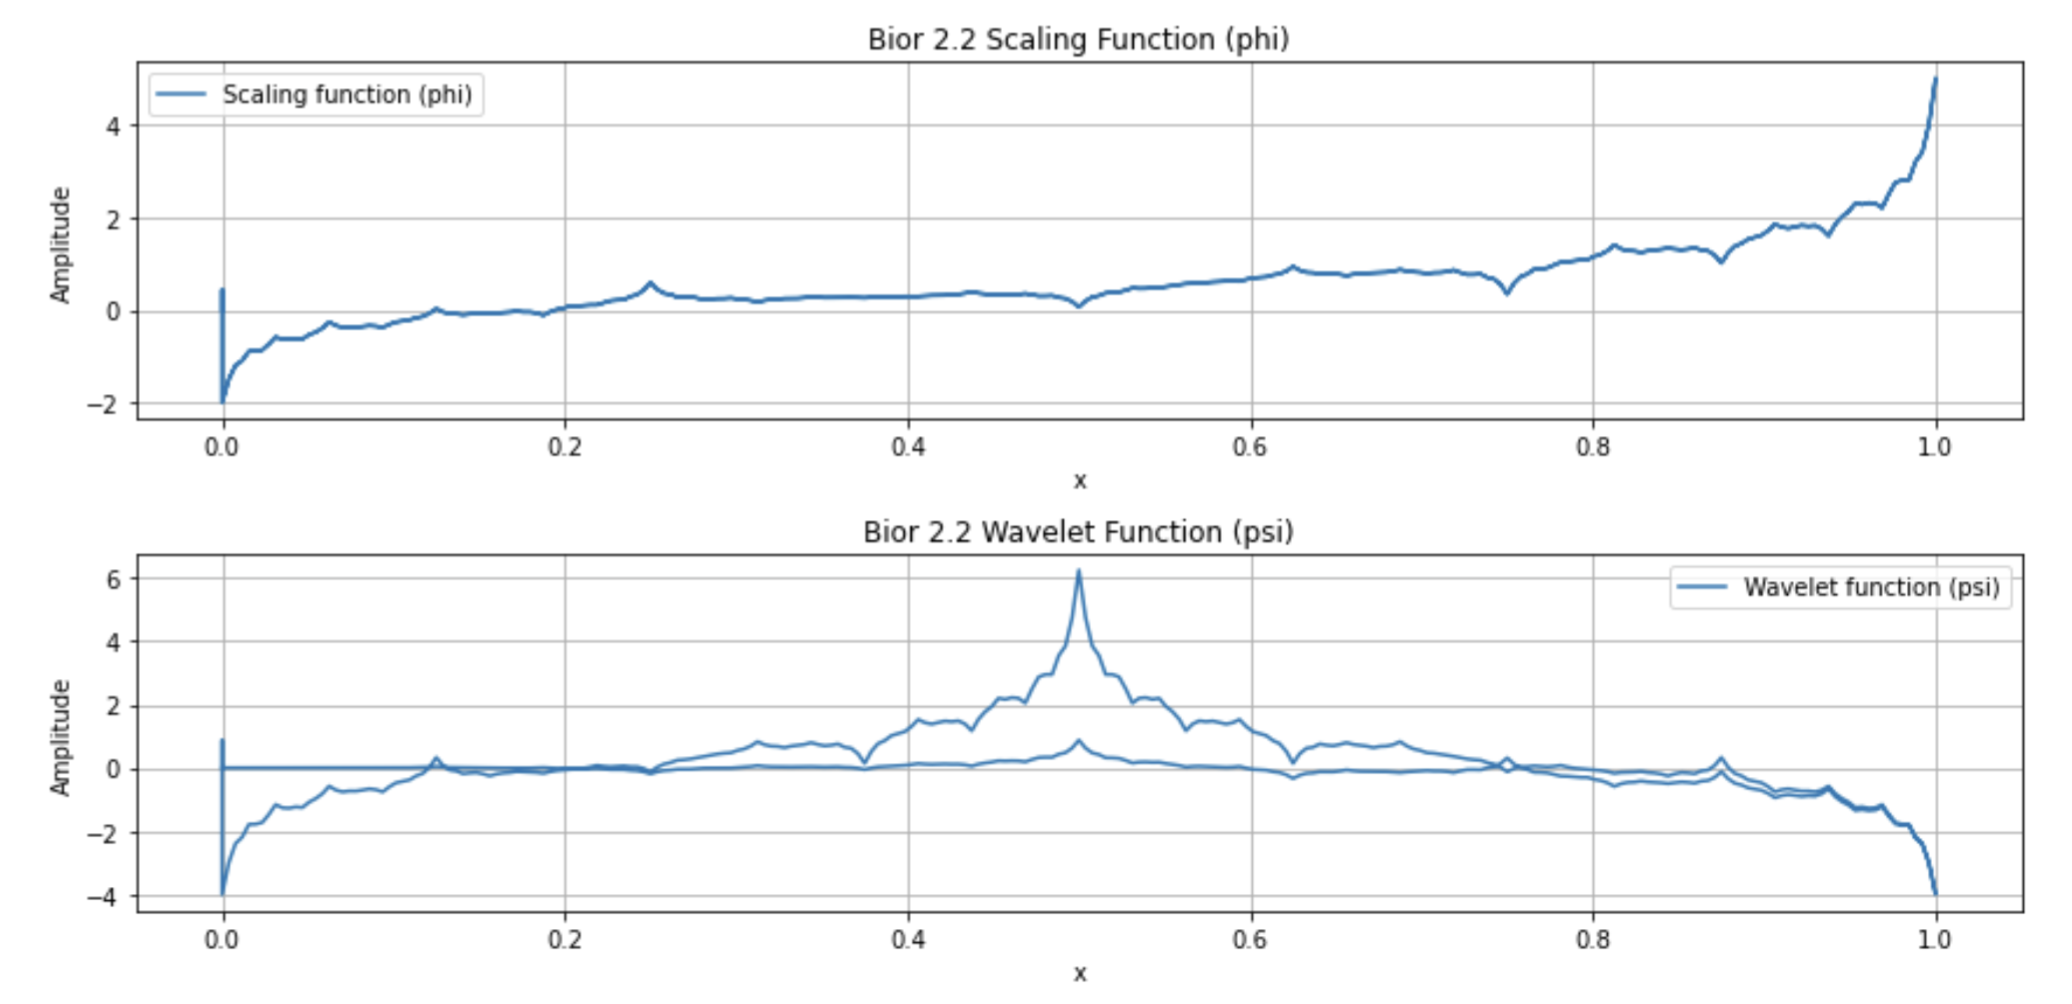 Bior 2.2 Scaling Function (phi)
Scaling function (phi)
Amplitude
4
2
0
−2
0.0 0.2 0.4 0.6 0.8 1.0
x
Bior 2.2 Wavelet Function (psi)
Wavelet function (psi)
Amplitude
6
4
2
0
−2
−4
0.0 0.2 0.4 0.6 0.8 1.0
x